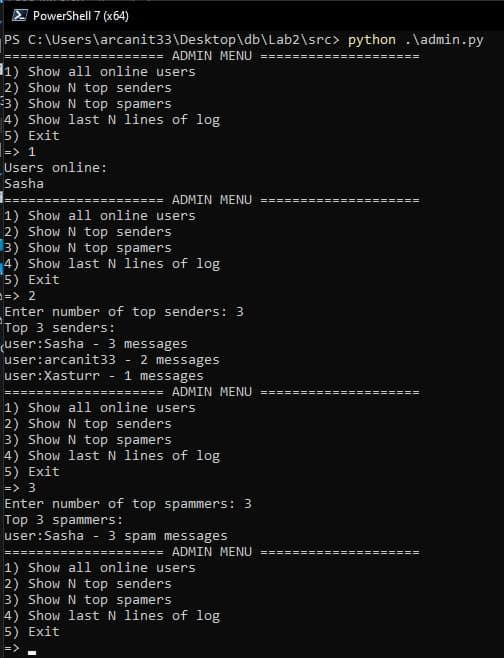 PowerShell 7 (x64)
PS C:\Users\arcanit33\Desktop\db\Lab2\src> python .\admin.py
==================== ADMIN MENU ====================
1) Show all online users
2) Show N top senders
3) Show N top spamers
4) Show last N lines of log
5) Exit
=> 1
Users online:
Sasha
==================== ADMIN MENU ====================
1) Show all online users
2) Show N top senders
3) Show N top spamers
4) Show last N lines of log
5) Exit
=> 2
Enter number of top senders: 3
Top 3 senders:
user:Sasha - 3 messages
user:arcanit33 - 2 messages
user:Xasturr - 1 messages
==================== ADMIN MENU ====================
1) Show all online users
2) Show N top senders
3) Show N top spamers
4) Show last N lines of log
5) Exit
=> 3
Enter number of top spammers: 3
Top 3 spammers:
user:Sasha - 3 spam messages
==================== ADMIN MENU ====================
1) Show all online users
2) Show N top senders
3) Show N top spamers
4) Show last N lines of log
5) Exit
=>